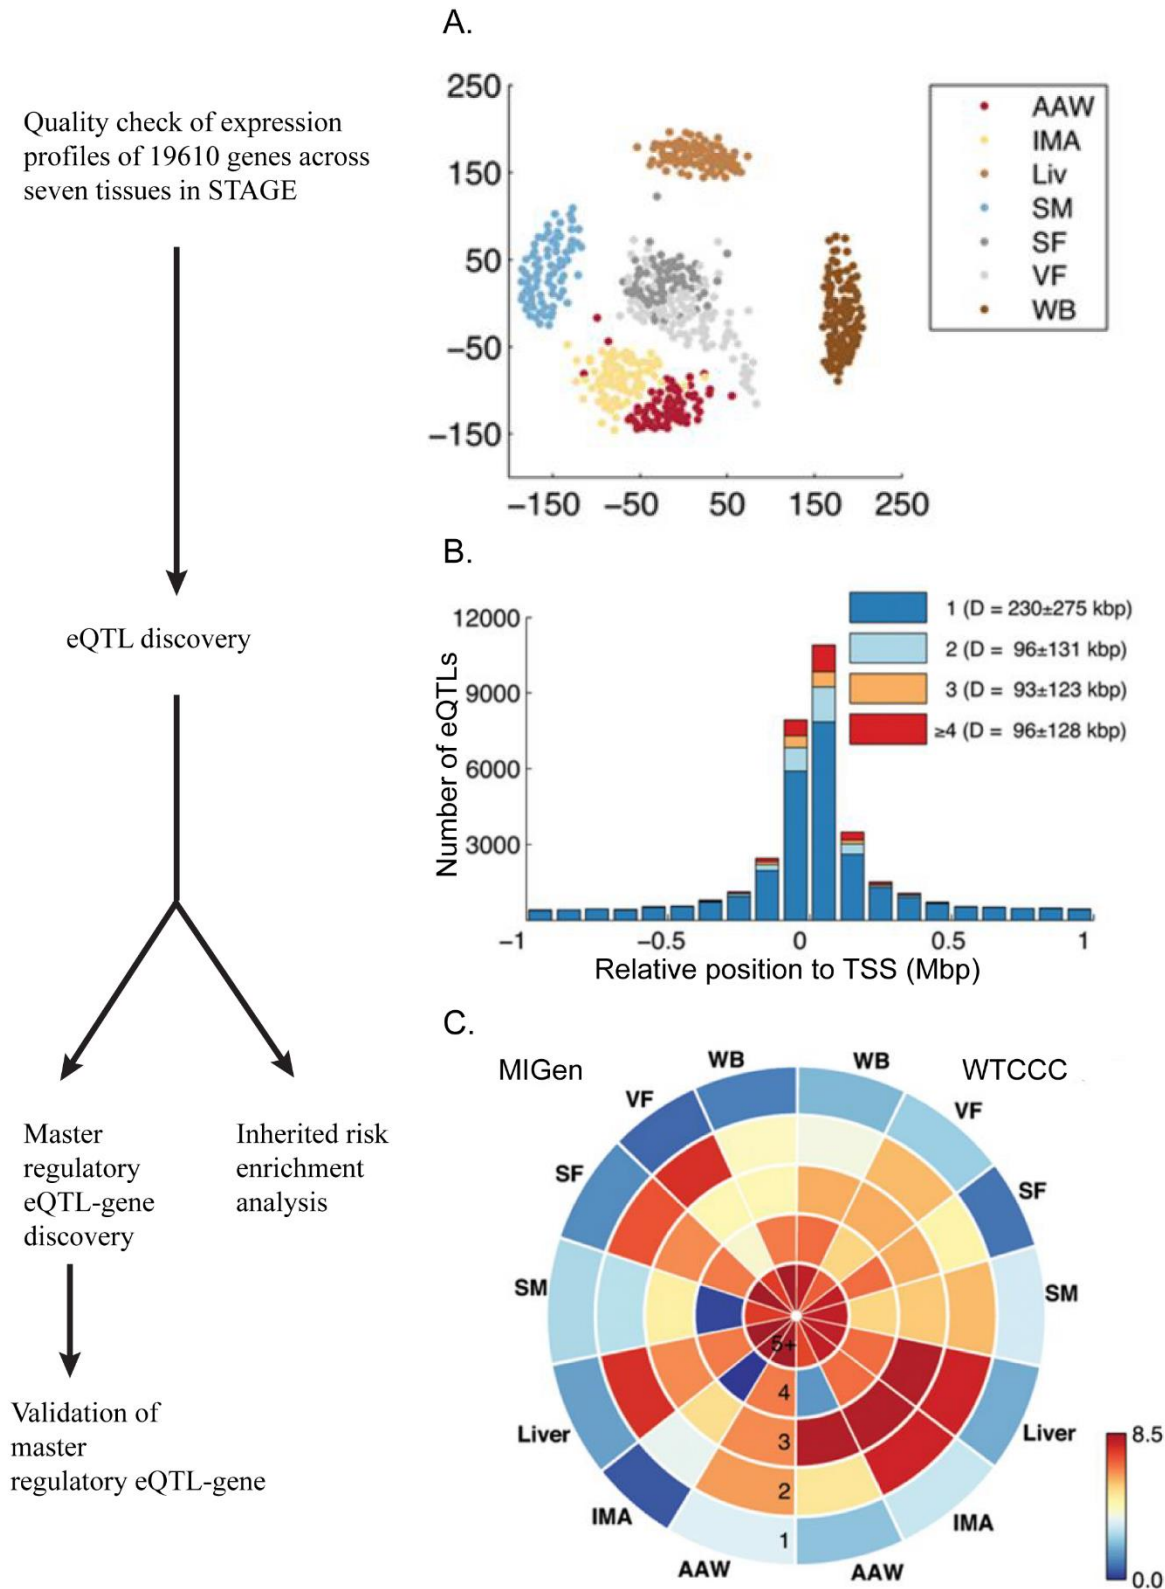 A.
Quality check of expression
profiles of 19610 genes across
seven tissues in STAGE
250
150
50
−50
−150
−150 −50 50 150 250
AAW
IMA
Liv
SM
SF
VF
WB
eQTL discovery
B.
Number of eQTLs
12000
9000
6000
3000
1 (D = 230±275 kbp)
2 (D = 96±131 kbp)
3 (D = 93±123 kbp)
≥4 (D = 96±128 kbp)
−1 −0.5 0 0.5 1
Relative position to TSS (Mbp)
Master
regulatory
eQTL-gene
discovery
Inherited risk
enrichment
analysis
Validation of
master
regulatory eQTL-gene
C.
MIGen
WTCCC
WB
WB
VF
VF
SF
SF
SM
SM
Liver
Liver
IMA
IMA
AAW
AAW
5+
4
3
2
1
8.5
0.0